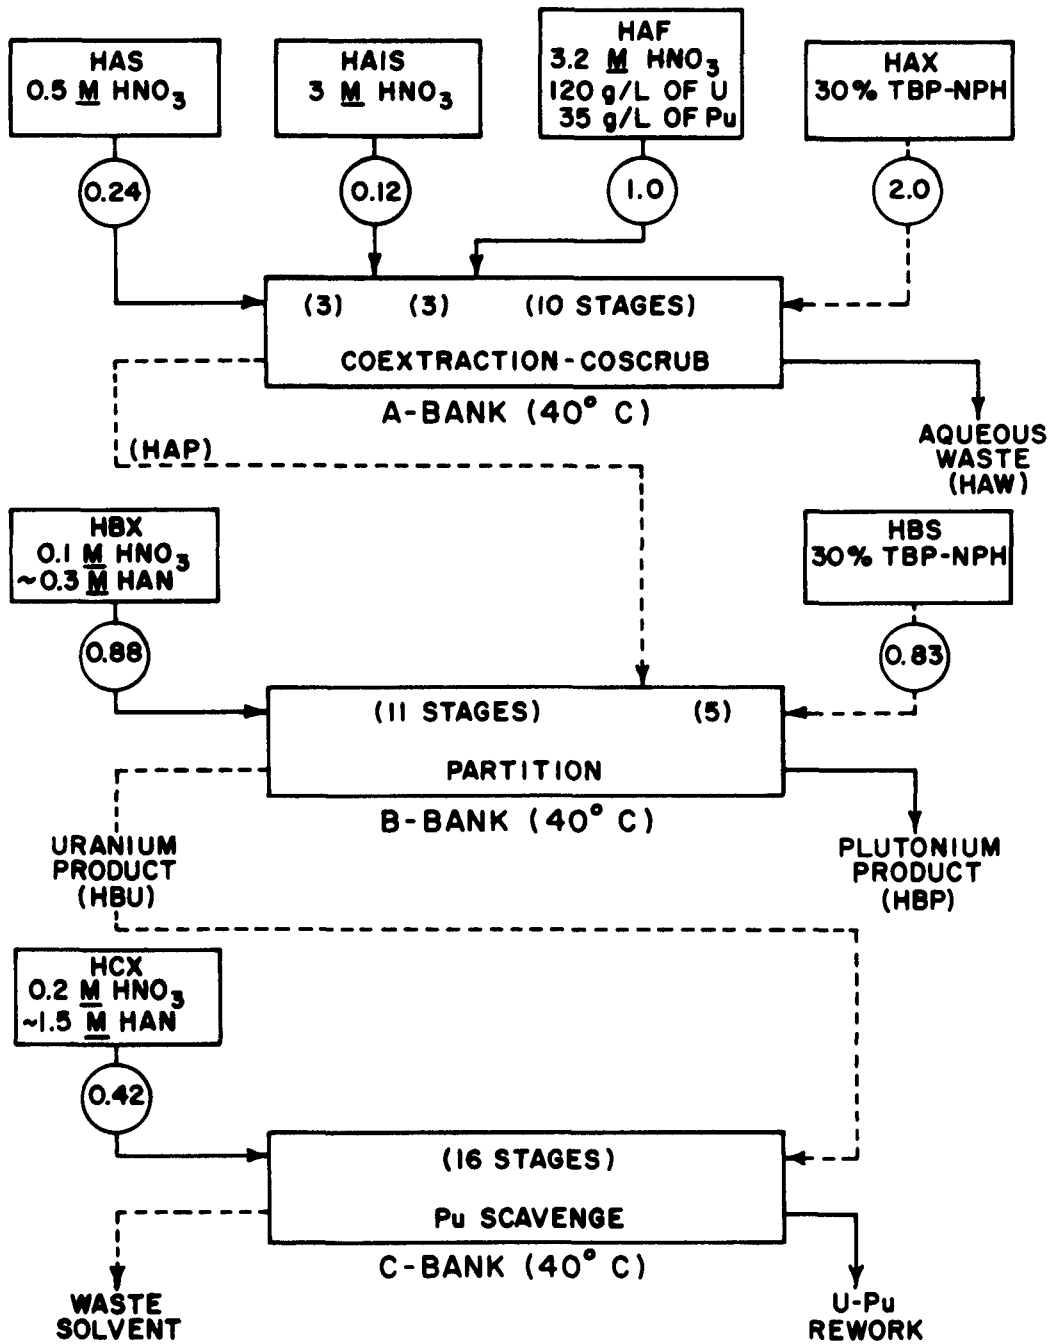 HAS
0.5 M HNO3
HAIS
3 M HNO3
HAF
3.2 M HNO3
120 g/L OF U
35 g/L OF Pu
HAX
30% TBP-NPH
0.24
0.12
1.0
2.0
(3) (3) (10 STAGES)
COEXTRACTION-COSCRUB
A-BANK (40° C)
(HAP)
AQUEOUS
WASTE
(HAW)
HBX
0.1 M HNO3
~0.3 M HAN
HBS
30% TBP-NPH
0.88
0.83
(11 STAGES) (5)
PARTITION
B-BANK (40° C)
URANIUM
PRODUCT
(HBU)
PLUTONIUM
PRODUCT
(HBP)
HCX
0.2 M HNO3
~1.5 M HAN
0.42
(16 STAGES)
Pu SCAVENGE
C-BANK (40° C)
WASTE
SOLVENT
U-Pu
REWORK